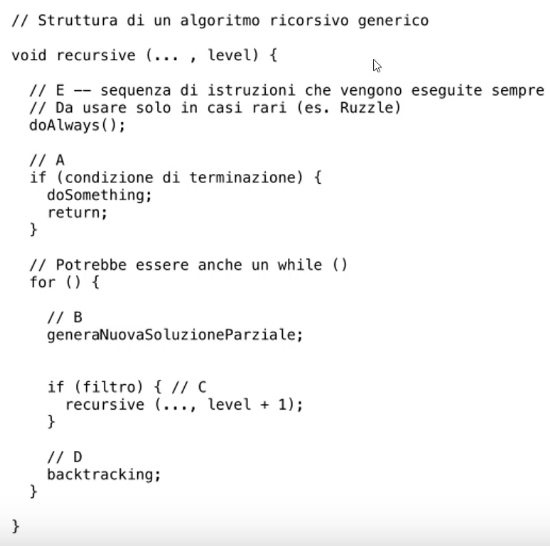 // Struttura di un algoritmo ricorsivo generico
void recursive (... , level) {
// E –– sequenza di istruzioni che vengono eseguite sempre
// Da usare solo in casi rari (es. Ruzzle)
doAlways();
// A
if (condizione di terminazione) {
doSomething;
return;
}
// Potrebbe essere anche un while ()
for () {
// B
generaNuovaSoluzioneParziale;
if (filtro) { // C
recursive (..., level + 1);
}
// D
backtracking;
}
}